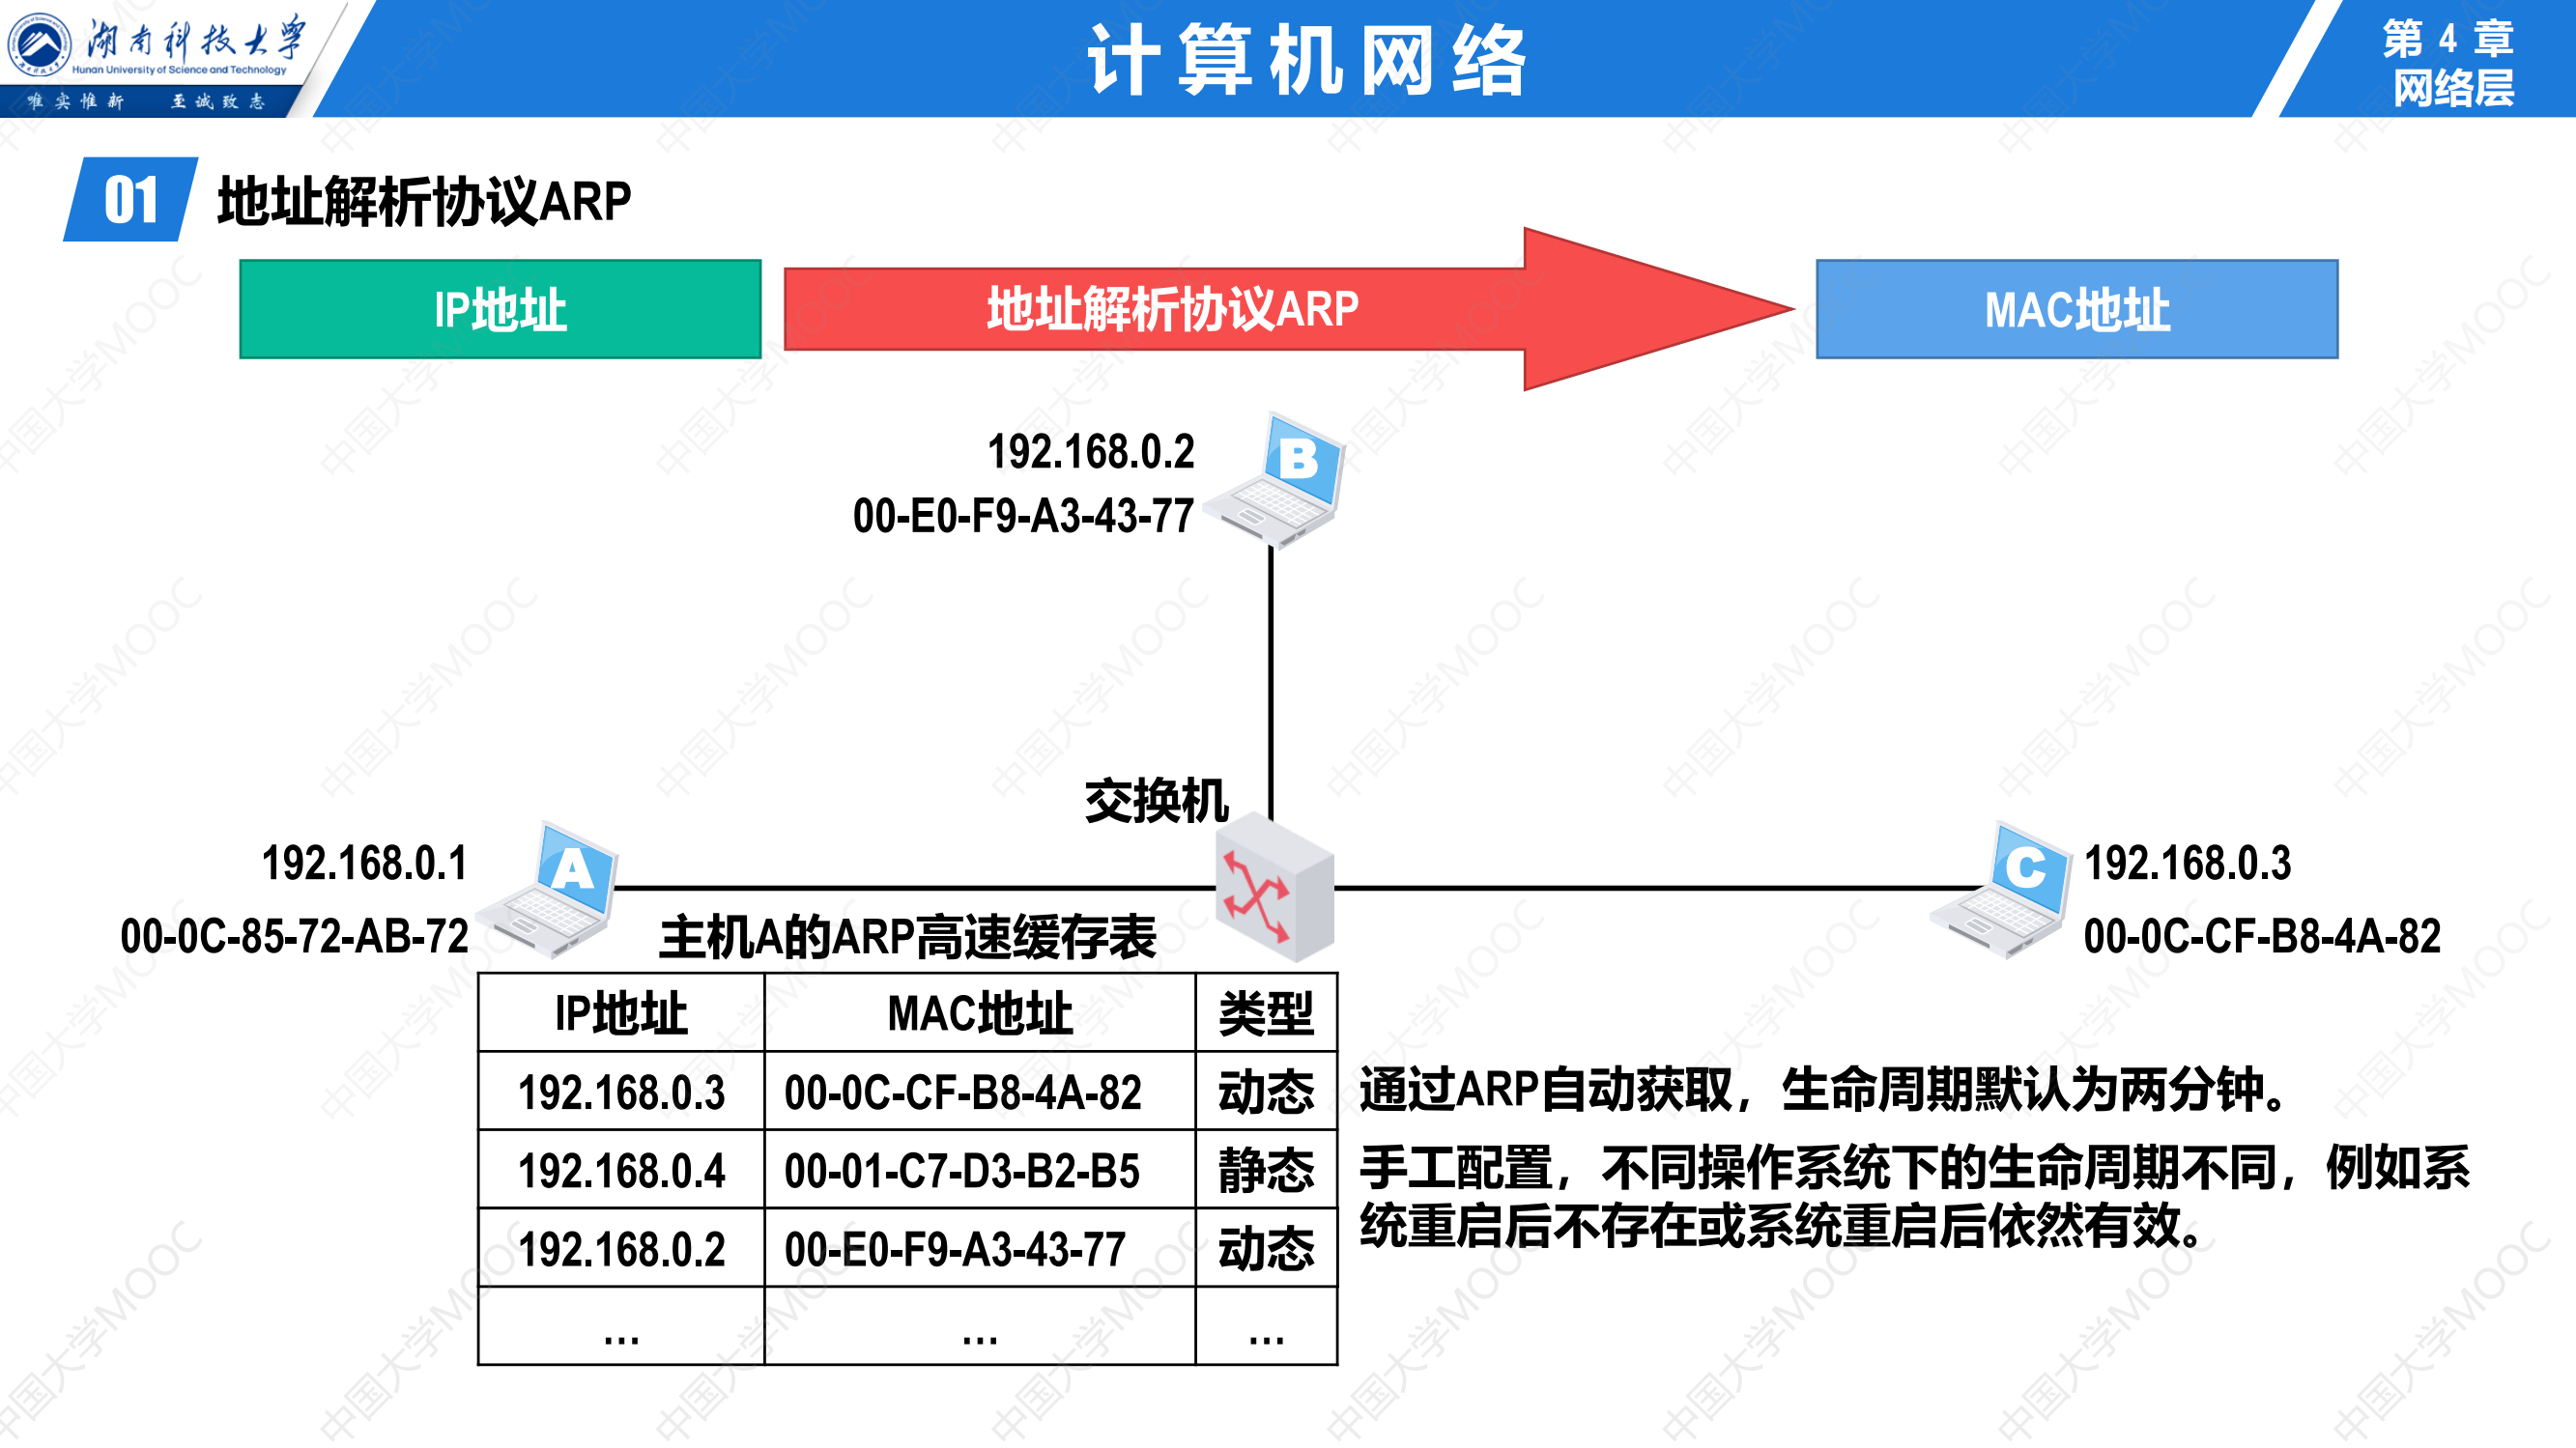 湖南科技大学
Hunan University of Science and Technology
唯实惟新 至诚致志
计算机网络
第 4 章
网络层
01 地址解析协议ARP
IP地址 地址解析协议ARP MAC地址
192.168.0.2
00-E0-F9-A3-43-77
B
交换机
192.168.0.1
00-0C-85-72-AB-72
A
C
192.168.0.3
00-0C-CF-B8-4A-82
主机A的ARP高速缓存表
IP地址 MAC地址 类型
192.168.0.3 00-0C-CF-B8-4A-82 动态
192.168.0.4 00-01-C7-D3-B2-B5 静态
192.168.0.2 00-E0-F9-A3-43-77 动态
... ... ...
通过ARP自动获取，生命周期默认为两分钟。
手工配置，不同操作系统下的生命周期不同，例如系
统重启后不存在或系统重启后依然有效。
中国大学MOOC